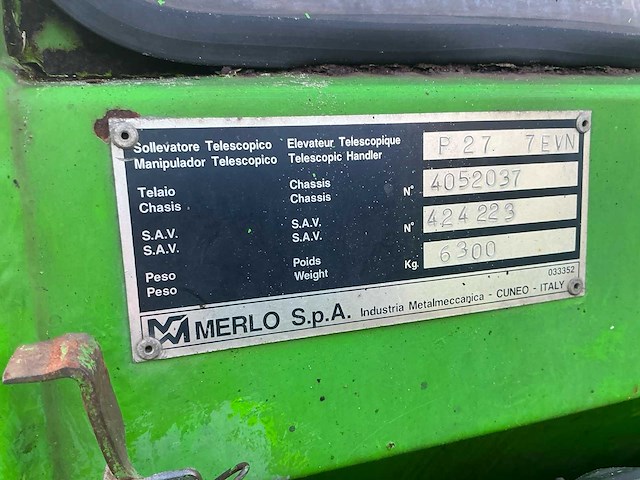 Sollevatore Telescopico Elevateur Telescopique P 27. 7EVN
Manipulador Telescopico Telescopic Handler
Telaio Chassis N° 4052037
Chasis Chassis
S.A.V. S.A.V. N° 424223
S.A.V. S.A.V.
Peso Poids Kg. 6300
Peso Weight
033352
MERLO S.p.A. Industria Metalmeccanica - CUNEO - ITALY